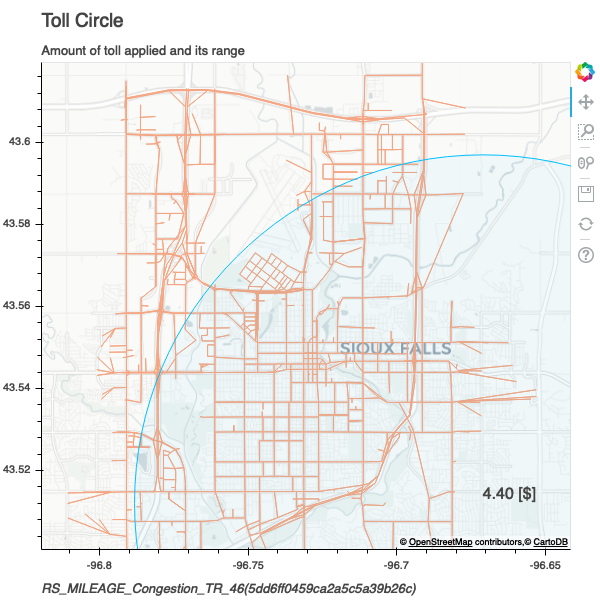 Toll Circle
Amount of toll applied and its range
43.6
43.58
43.56
SIOUX FALLS
43.54
43.52
4.40 [$]
© OpenStreetMap contributors,© CartoDB
-96.8
-96.75
-96.7
-96.65
RS_MILEAGE_Congestion_TR_46(5dd6ff0459ca2a5c5a39b26c)